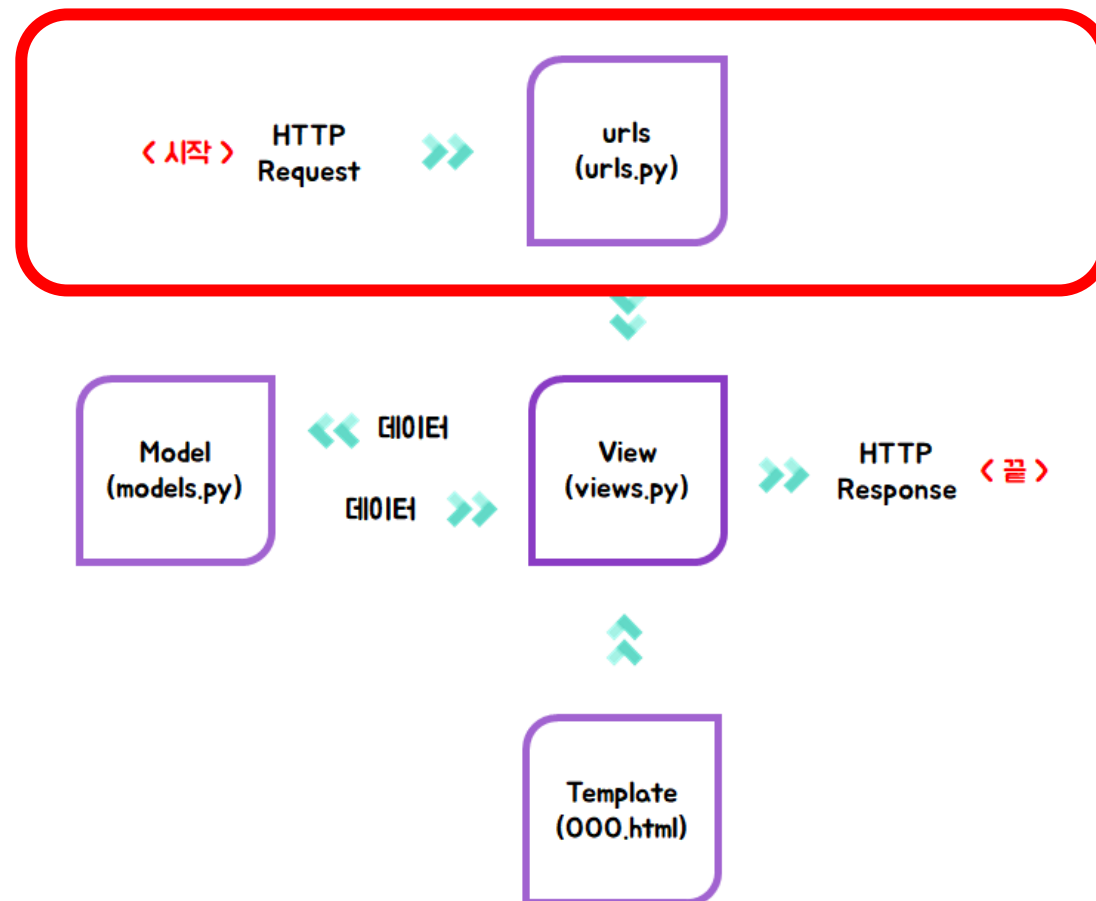 < 시작 >
HTTP
Request
urls
(urls.py)
Model
(models.py)
데이터
데이터
View
(views.py)
HTTP
Response
< 끝 >
Template
(000.html)